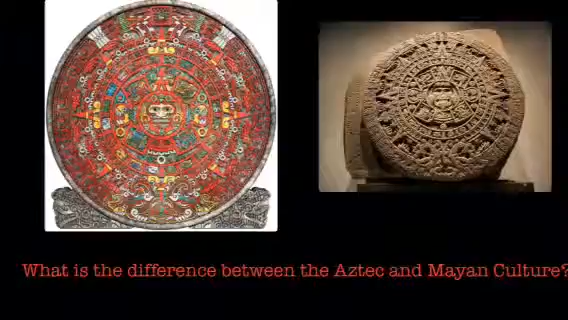 What is the difference between the Aztec and Mayan Culture?